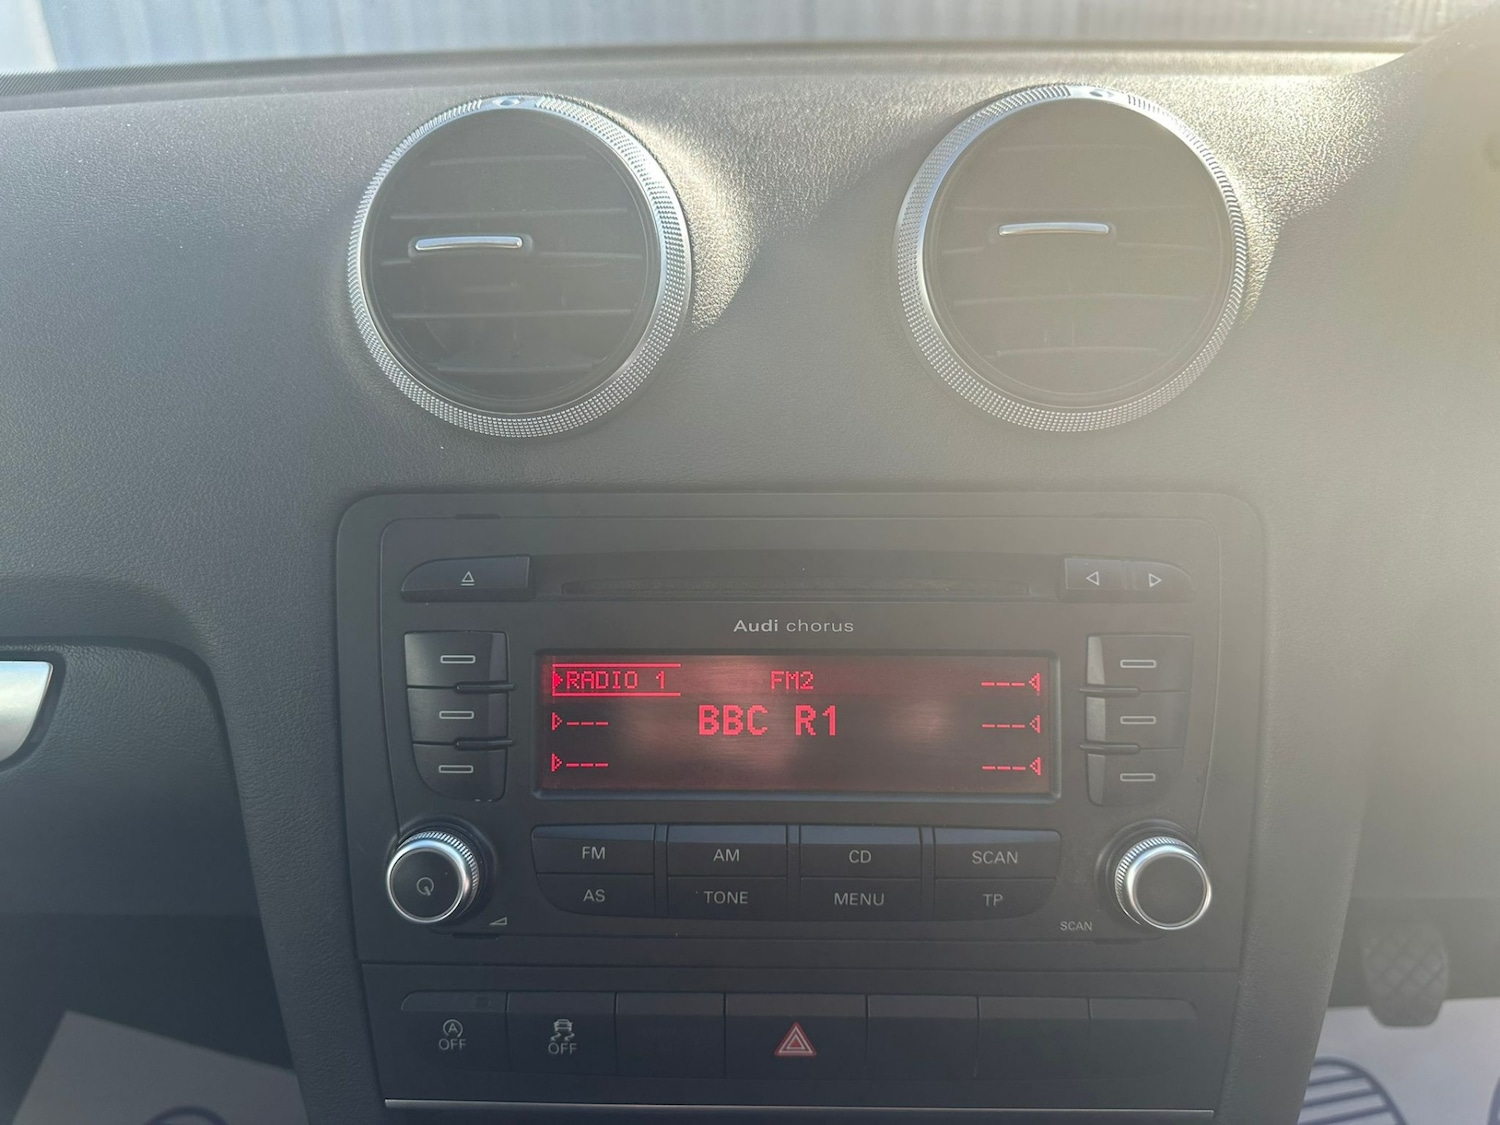 Audi chorus
RADIO 1 FM2 ---
--- BBC R1 ---
--- ---
FM AM CD SCAN
AS TONE MENU TP
SCAN
A
OFF OFF